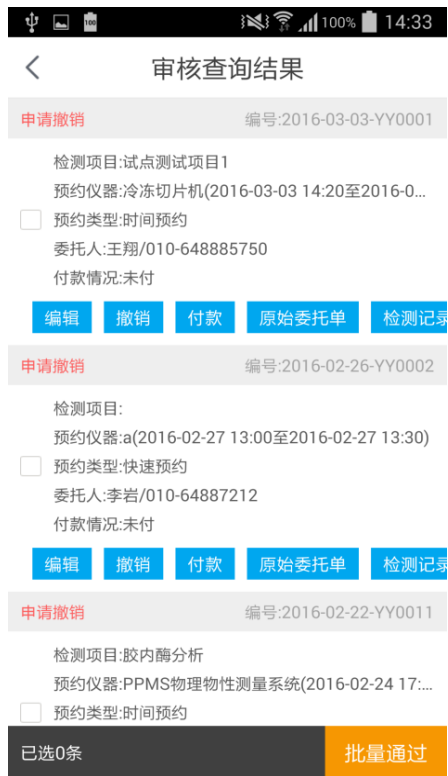 100 100% 14:33
审核查询结果
申请撤销 编号:2016-03-03-YY0001
检测项目:试点测试项目1
预约仪器:冷冻切片机(2016-03-03 14:20至2016-0...
预约类型:时间预约
委托人:王翔/010-648885750
付款情况:未付
编辑 撤销 付款 原始委托单 检测记录
申请撤销 编号:2016-02-26-YY0002
检测项目:
预约仪器:a(2016-02-27 13:00至2016-02-27 13:30)
预约类型:快速预约
委托人:李岩/010-64887212
付款情况:未付
编辑 撤销 付款 原始委托单 检测记录
申请撤销 编号:2016-02-22-YY0011
检测项目:胶内酶分析
预约仪器:PPMS物理物性测量系统(2016-02-24 17:...
预约类型:时间预约
已选0条 批量通过